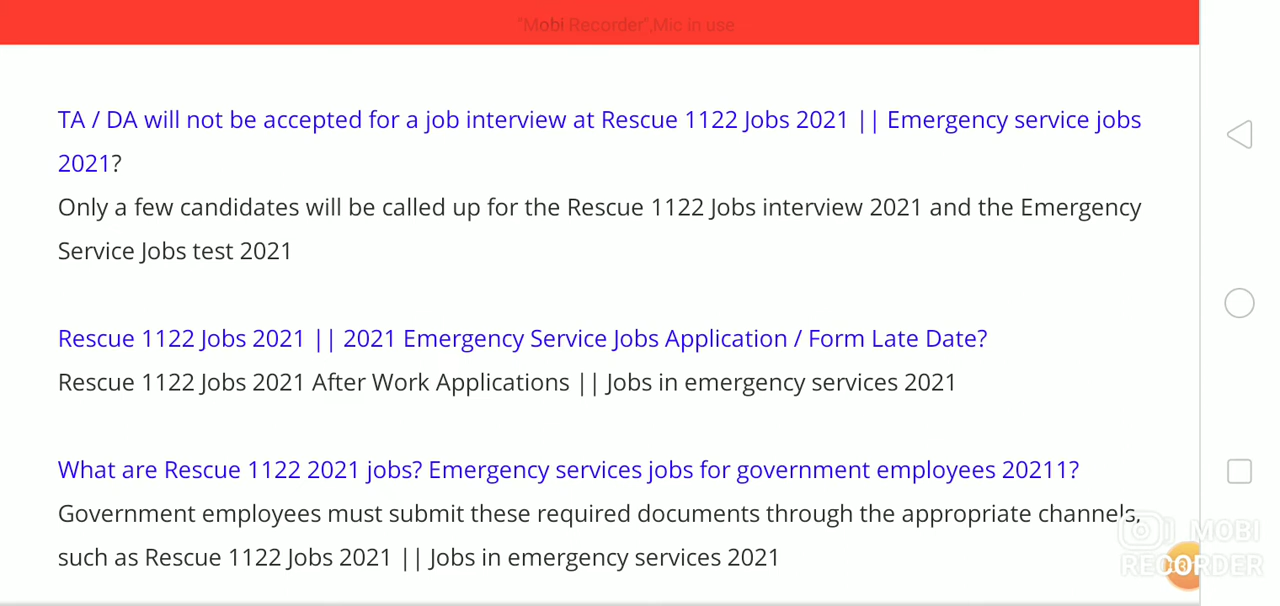 "Mobi Recorder",Mic in use
TA / DA will not be accepted for a job interview at Rescue 1122 Jobs 2021 || Emergency service jobs
2021?
Only a few candidates will be called up for the Rescue 1122 Jobs interview 2021 and the Emergency
Service Jobs test 2021
Rescue 1122 Jobs 2021 || 2021 Emergency Service Jobs Application / Form Late Date?
Rescue 1122 Jobs 2021 After Work Applications || Jobs in emergency services 2021
What are Rescue 1122 2021 jobs? Emergency services jobs for government employees 20211?
Government employees must submit these required documents through the appropriate channels,
such as Rescue 1122 Jobs 2021 || Jobs in emergency services 2021
MOBI
RECORDER